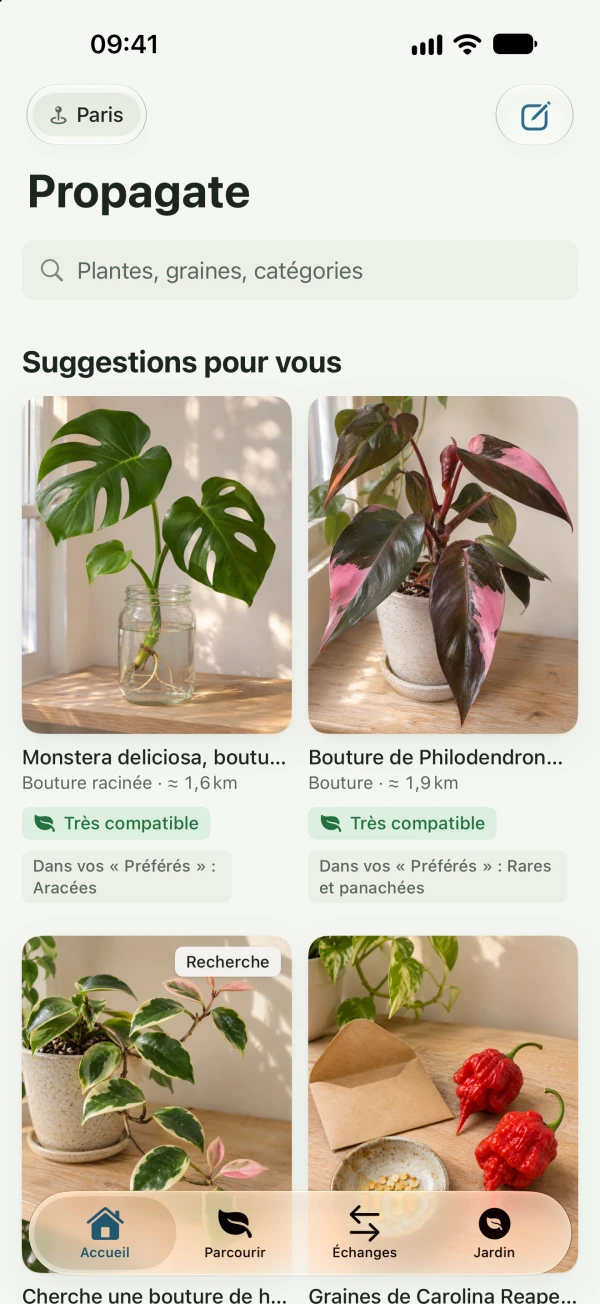 09:41
Paris
Propagate
Plantes, graines, catégories
Suggestions pour vous
Monstera deliciosa, boutu...
Bouture racinée · ≈ 1,6 km
Très compatible
Dans vos « Préférés » :
Aracées
Bouture de Philodendron...
Bouture · ≈ 1,9 km
Très compatible
Dans vos « Préférés » : Rares
et panachées
Recherche
Cherche une bouture de h...
Graines de Carolina Reape...
Accueil
Parcourir
Échanges
Jardin